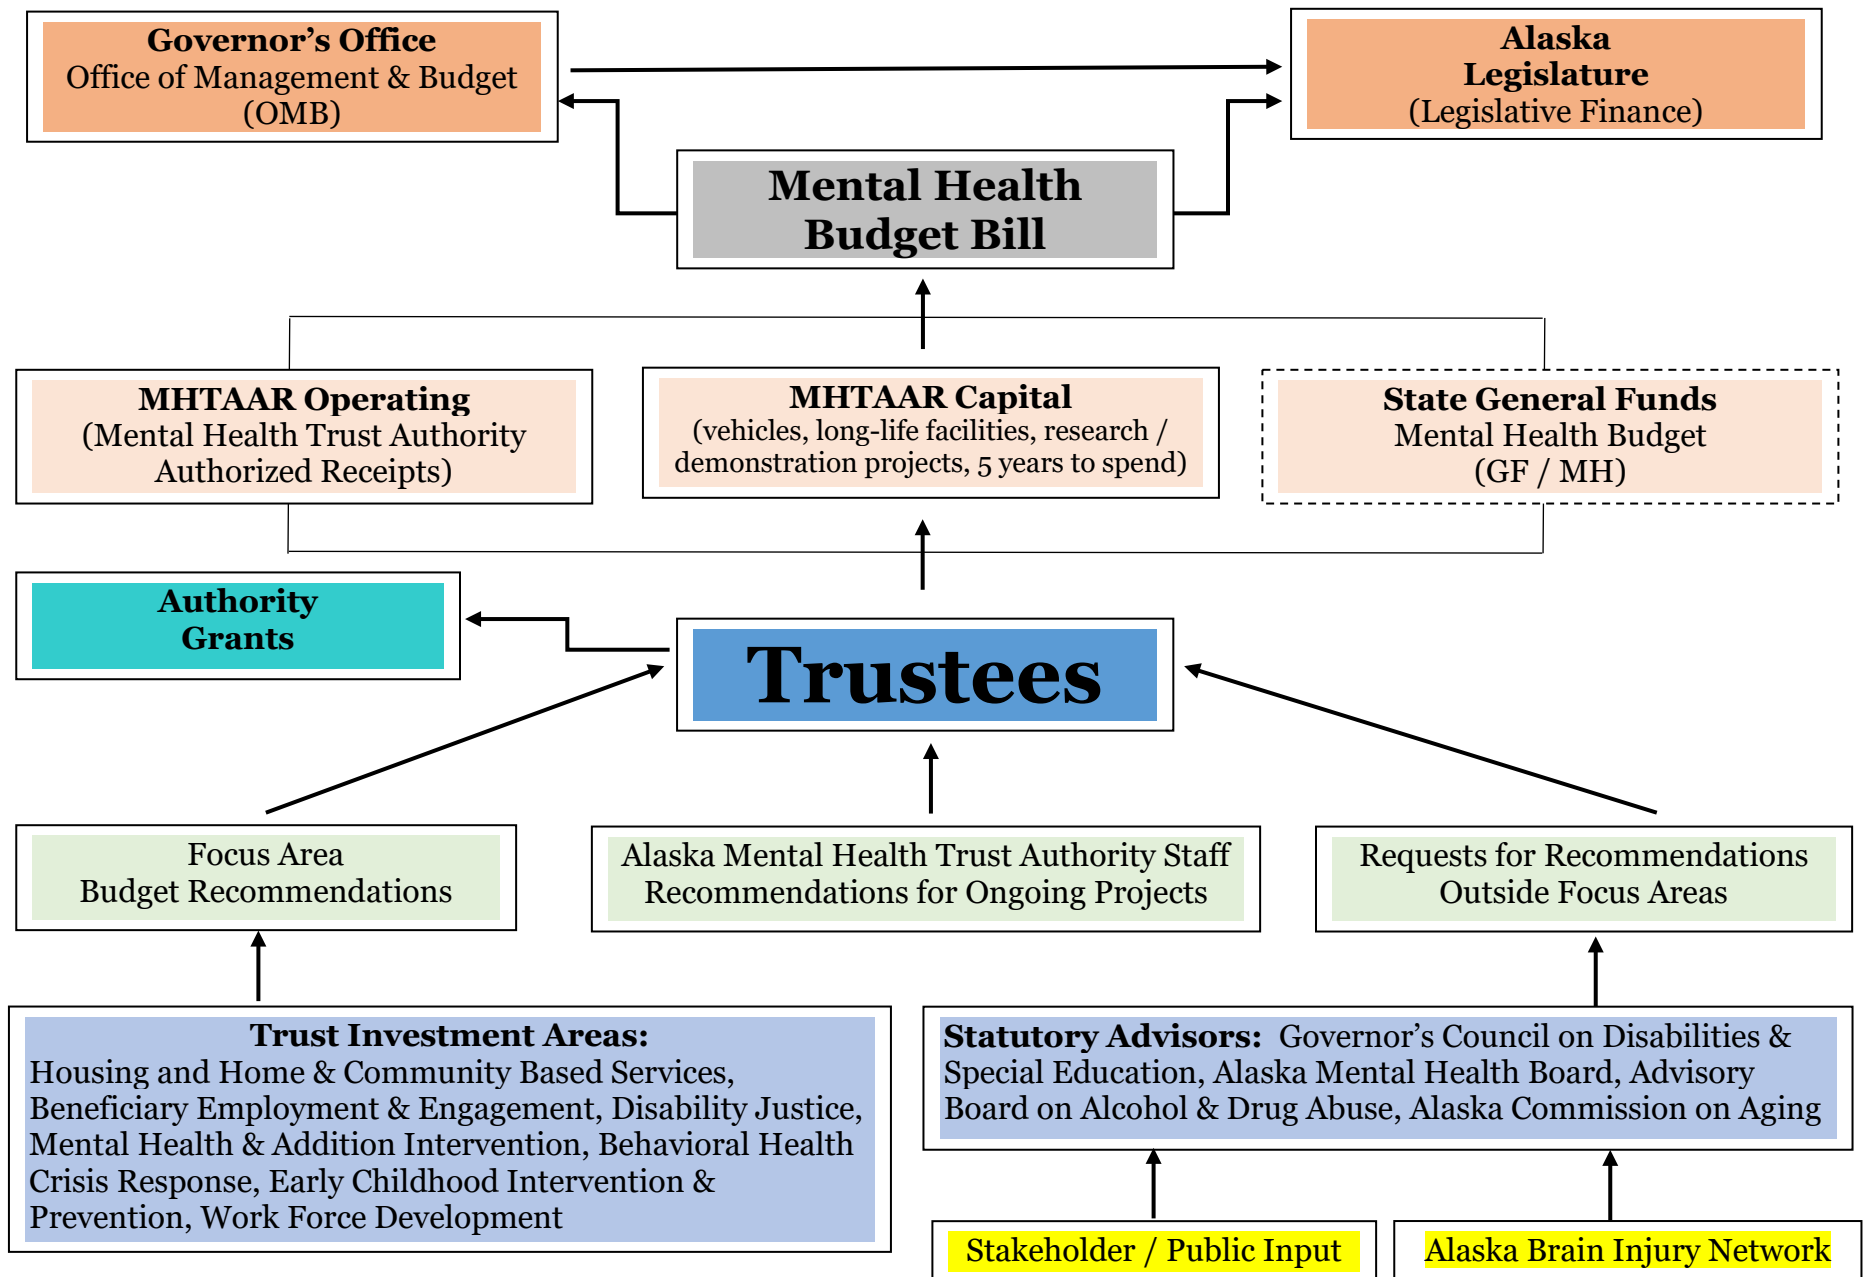 Governor’s Office
Office of Management & Budget
(OMB)
Alaska
Legislature
(Legislative Finance)
Mental Health
Budget Bill
MHTAAR Operating
(Mental Health Trust Authority
Authorized Receipts)
MHTAAR Capital
(vehicles, long-life facilities, research /
demonstration projects, 5 years to spend)
State General Funds
Mental Health Budget
(GF / MH)
Authority
Grants
Trustees
Focus Area
Budget Recommendations
Alaska Mental Health Trust Authority Staff
Recommendations for Ongoing Projects
Requests for Recommendations
Outside Focus Areas
Trust Investment Areas:
Housing and Home & Community Based Services,
Beneficiary Employment & Engagement, Disability Justice,
Mental Health & Addition Intervention, Behavioral Health
Crisis Response, Early Childhood Intervention &
Prevention, Work Force Development
Statutory Advisors: Governor’s Council on Disabilities &
Special Education, Alaska Mental Health Board, Advisory
Board on Alcohol & Drug Abuse, Alaska Commission on Aging
Stakeholder / Public Input
Alaska Brain Injury Network